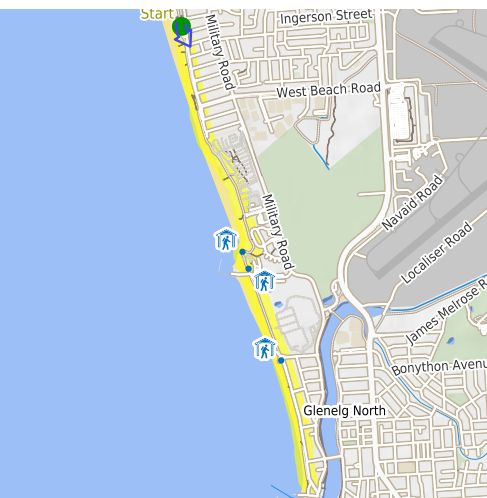 Start
Ingerson Street
Military Road
West Beach Road
Navaid Road
Military Road
Localiser Road
James Melrose R
Bonython Avenu
Glenelg North